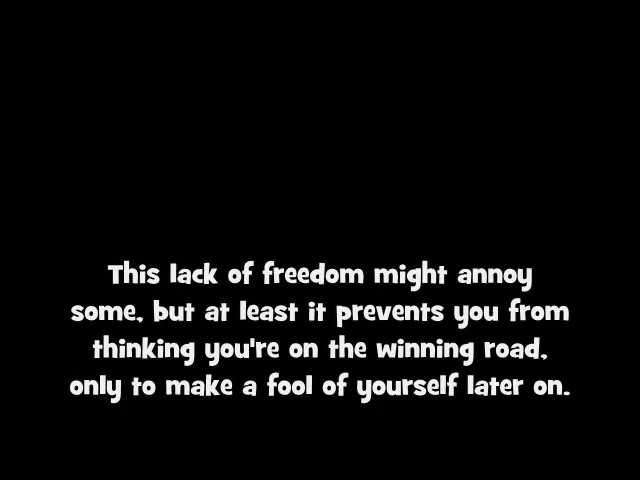 This lack of freedom might annoy
some, but at least it prevents you from
thinking you're on the winning road,
only to make a fool of yourself later on.